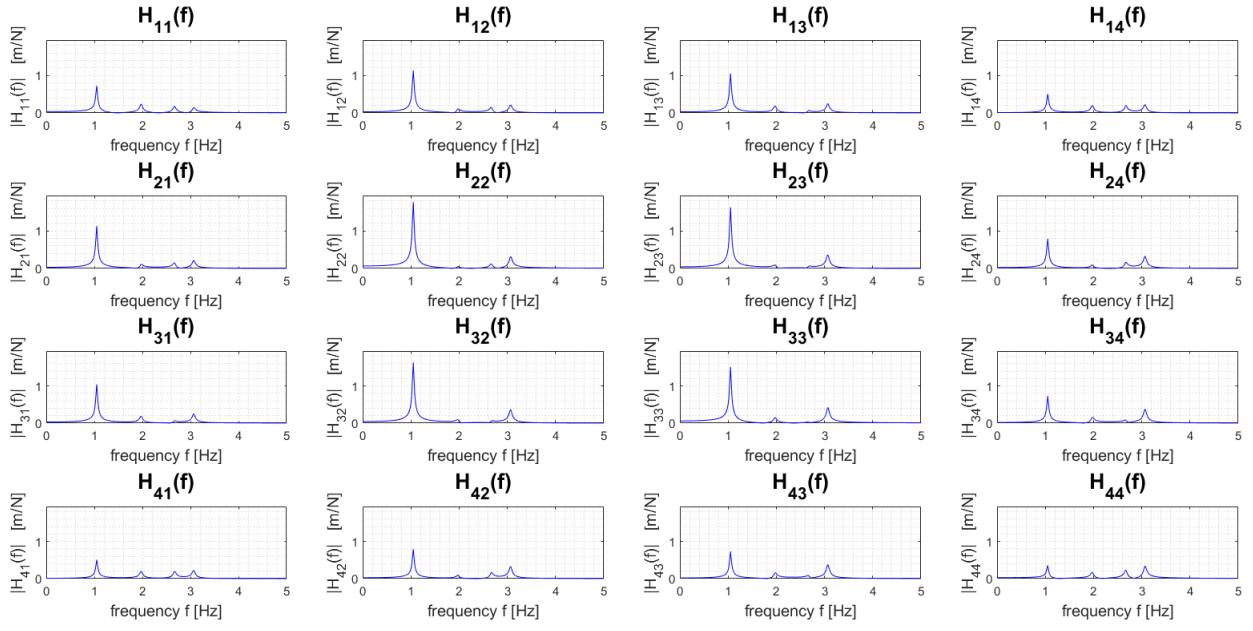 H11(f) H12(f) H13(f) H14(f)
|H11(f)| [m/N] |H12(f)| [m/N] |H13(f)| [m/N] |H14(f)| [m/N]
1 1 1 1
0 0 0 0
0 1 2 3 4 5 0 1 2 3 4 5 0 1 2 3 4 5 0 1 2 3 4 5
frequency f [Hz] frequency f [Hz] frequency f [Hz] frequency f [Hz]
H21(f) H22(f) H23(f) H24(f)
|H21(f)| [m/N] |H22(f)| [m/N] |H23(f)| [m/N] |H24(f)| [m/N]
1 1 1 1
0 0 0 0
0 1 2 3 4 5 0 1 2 3 4 5 0 1 2 3 4 5 0 1 2 3 4 5
frequency f [Hz] frequency f [Hz] frequency f [Hz] frequency f [Hz]
H31(f) H32(f) H33(f) H34(f)
|H31(f)| [m/N] |H32(f)| [m/N] |H33(f)| [m/N] |H34(f)| [m/N]
1 1 1 1
0 0 0 0
0 1 2 3 4 5 0 1 2 3 4 5 0 1 2 3 4 5 0 1 2 3 4 5
frequency f [Hz] frequency f [Hz] frequency f [Hz] frequency f [Hz]
H41(f) H42(f) H43(f) H44(f)
|H41(f)| [m/N] |H42(f)| [m/N] |H43(f)| [m/N] |H44(f)| [m/N]
1 1 1 1
0 0 0 0
0 1 2 3 4 5 0 1 2 3 4 5 0 1 2 3 4 5 0 1 2 3 4 5
frequency f [Hz] frequency f [Hz] frequency f [Hz] frequency f [Hz]